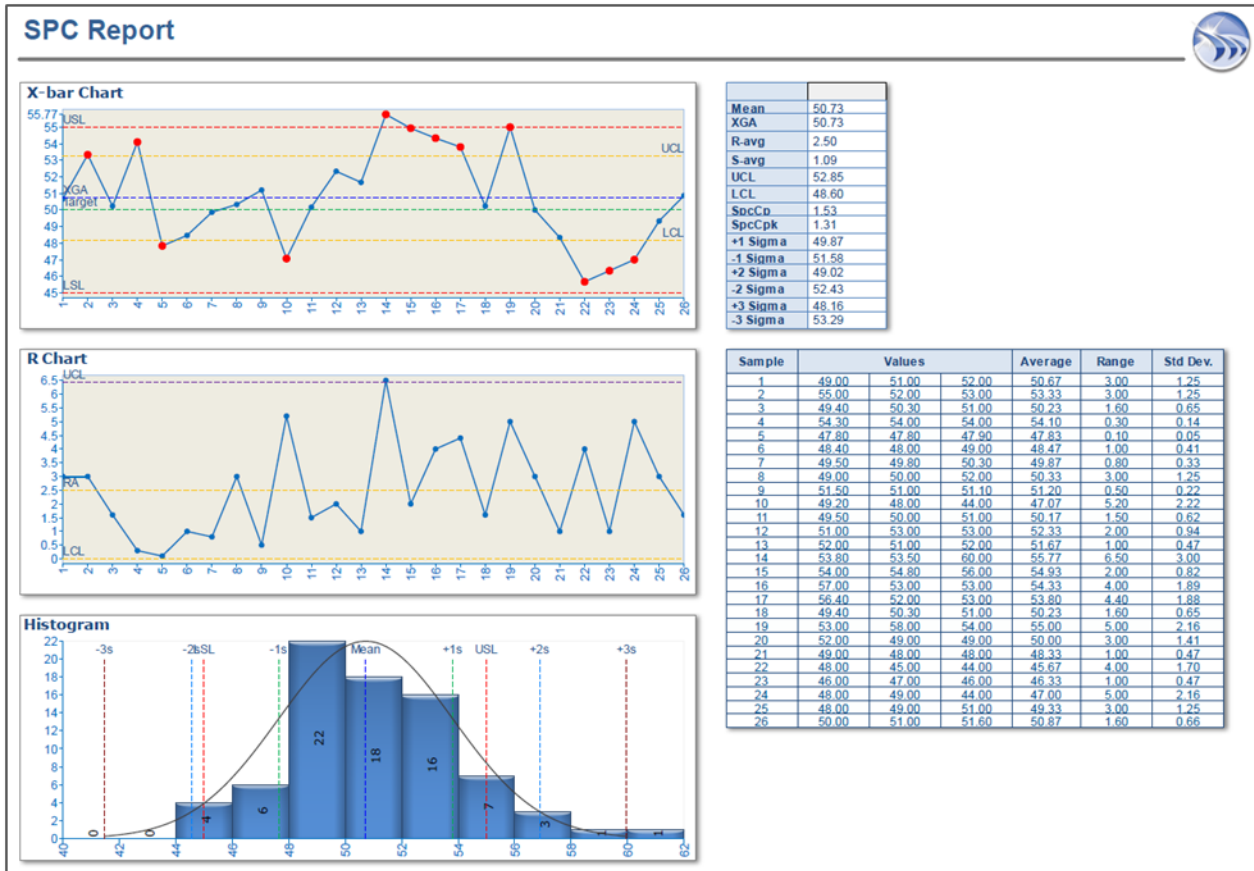 SPC Report
X-bar Chart
55.77
USL
55
54
UCL
53
52
XGA
51
Target
50
49
48
LCL
47
46
LSL
45
1 2 3 4 5 6 7 8 9 10 11 12 13 14 15 16 17 18 19 20 21 22 23 24 25 26
Mean 50.73
XGA 50.73
R-avg 2.50
S-avg 1.09
UCL 52.85
LCL 48.60
SpcCp 1.53
SpcCpk 1.31
+1 Sigma 49.87
-1 Sigma 51.58
+2 Sigma 49.02
-2 Sigma 52.43
+3 Sigma 48.16
-3 Sigma 53.29
R Chart
UCL
6.5
6
5.5
5
4.5
4
3.5
3
RA
2.5
2
1.5
1
0.5
LCL
0
1 2 3 4 5 6 7 8 9 10 11 12 13 14 15 16 17 18 19 20 21 22 23 24 25 26
Sample Values Average Range Std Dev.
1 49.00 51.00 52.00 50.67 3.00 1.25
2 55.00 52.00 53.00 53.33 3.00 1.25
3 49.40 50.30 51.00 50.23 1.60 0.65
4 54.30 54.00 54.00 54.10 0.30 0.14
5 47.80 47.80 47.90 47.83 0.10 0.05
6 48.40 48.00 49.00 48.47 1.00 0.41
7 49.50 49.80 50.30 49.87 0.80 0.33
8 49.00 50.00 52.00 50.33 3.00 1.25
9 51.50 51.00 51.10 51.20 0.50 0.22
10 49.20 48.00 44.00 47.07 5.20 2.22
11 49.50 50.00 51.00 50.17 1.50 0.62
12 51.00 53.00 53.00 52.33 2.00 0.94
13 52.00 51.00 52.00 51.67 1.00 0.47
14 53.80 53.50 60.00 55.77 6.50 3.00
15 54.00 54.80 56.00 54.93 2.00 0.82
16 57.00 53.00 53.00 54.33 4.00 1.89
17 56.40 52.00 53.00 53.80 4.40 1.88
18 49.40 50.30 51.00 50.23 1.60 0.65
19 53.00 58.00 54.00 55.00 5.00 2.16
20 52.00 49.00 49.00 50.00 3.00 1.41
21 49.00 48.00 48.00 48.33 1.00 0.47
22 48.00 45.00 44.00 45.67 4.00 1.70
23 46.00 47.00 46.00 46.33 1.00 0.47
24 48.00 49.00 44.00 47.00 5.00 2.16
25 48.00 49.00 51.00 49.33 3.00 1.25
26 50.00 51.00 51.60 50.87 1.60 0.66
Histogram
-3s -2s LSL -1s Mean +1s USL +2s +3s
22
20
18
16
14
12
10
8
6
4
2
0
0 0 4 6 22 18 16 7 3 1 1
40 42 44 46 48 50 52 54 56 58 60 62